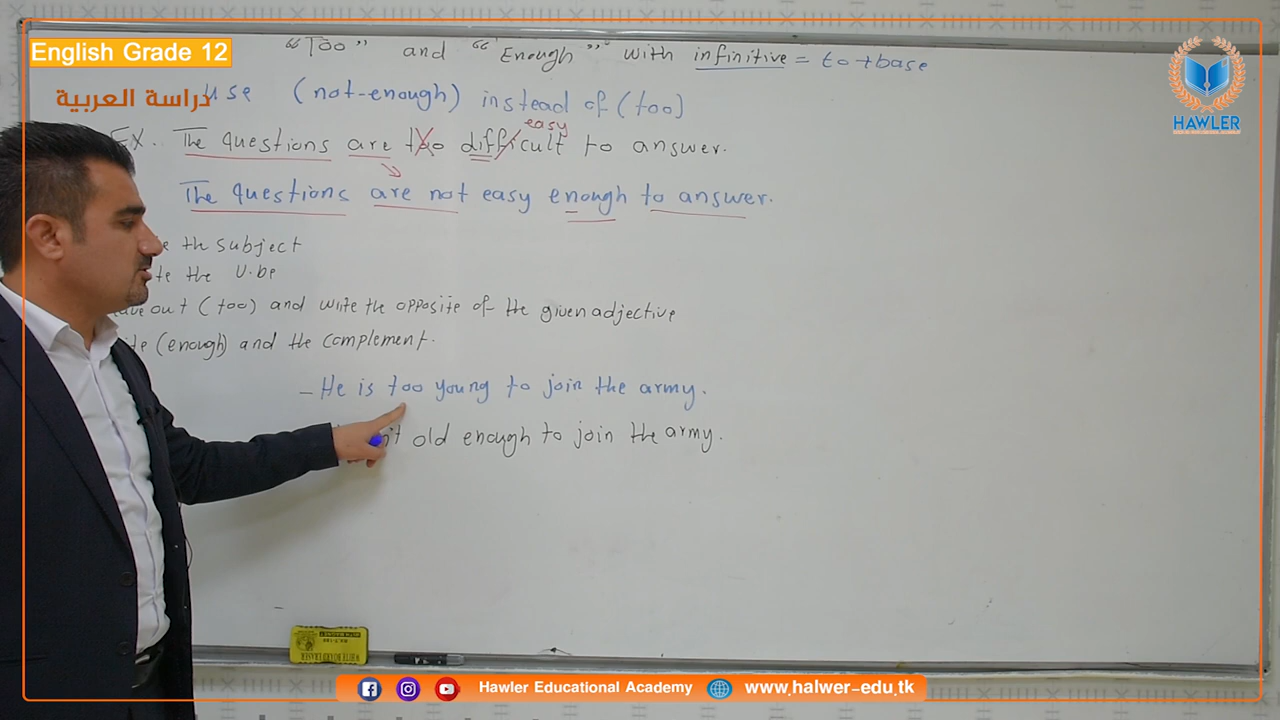 English Grade 12
دراسة العربية
HAWLER
"Too" and "Enough" with infinitive = to+base
use (not-enough) instead of (too)
easy
EX. The questions are too difficult to answer.
The questions are not easy enough to answer.
th subject
the V.be
out (too) and write the opposite of the given adjective
(enough) and the complement.
– He is too young to join the army.
old enough to join the army.
Hawler Educational Academy www.halwer-edu.tk